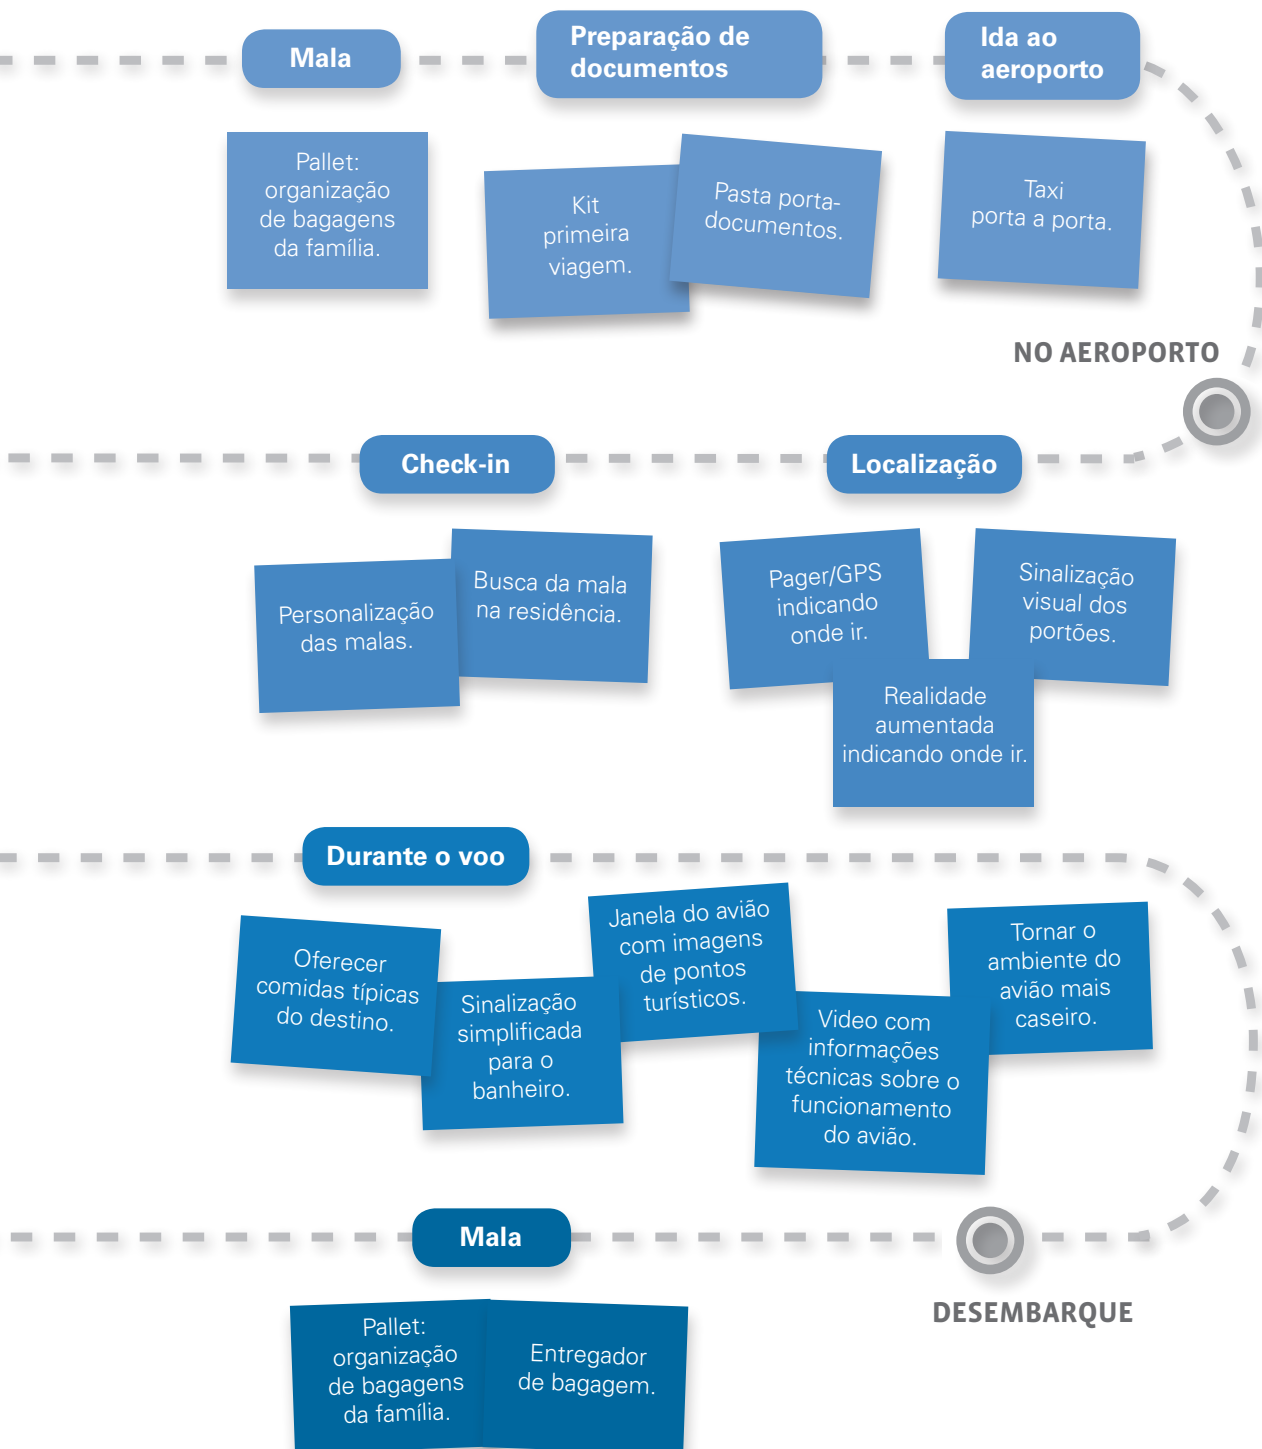 Mala
Preparação de
documentos
Ida ao
aeroporto
Pallet:
organização
de bagagens
da família.
Kit
primeira
viagem.
Pasta porta-
documentos.
Taxi
porta a porta.
NO AEROPORTO
Check-in
Localização
Personalização
das malas.
Busca da mala
na residência.
Pager/GPS
indicando
onde ir.
Realidade
aumentada
indicando onde ir.
Sinalização
visual dos
portões.
Durante o voo
Oferecer
comidas típicas
do destino.
Sinalização
simplificada
para o
banheiro.
Janela do avião
com imagens
de pontos
turísticos.
Video com
informações
técnicas sobre o
funcionamento
do avião.
Tornar o
ambiente do
avião mais
caseiro.
Mala
DESEMBARQUE
Pallet:
organização
de bagagens
da família.
Entregador
de bagagem.